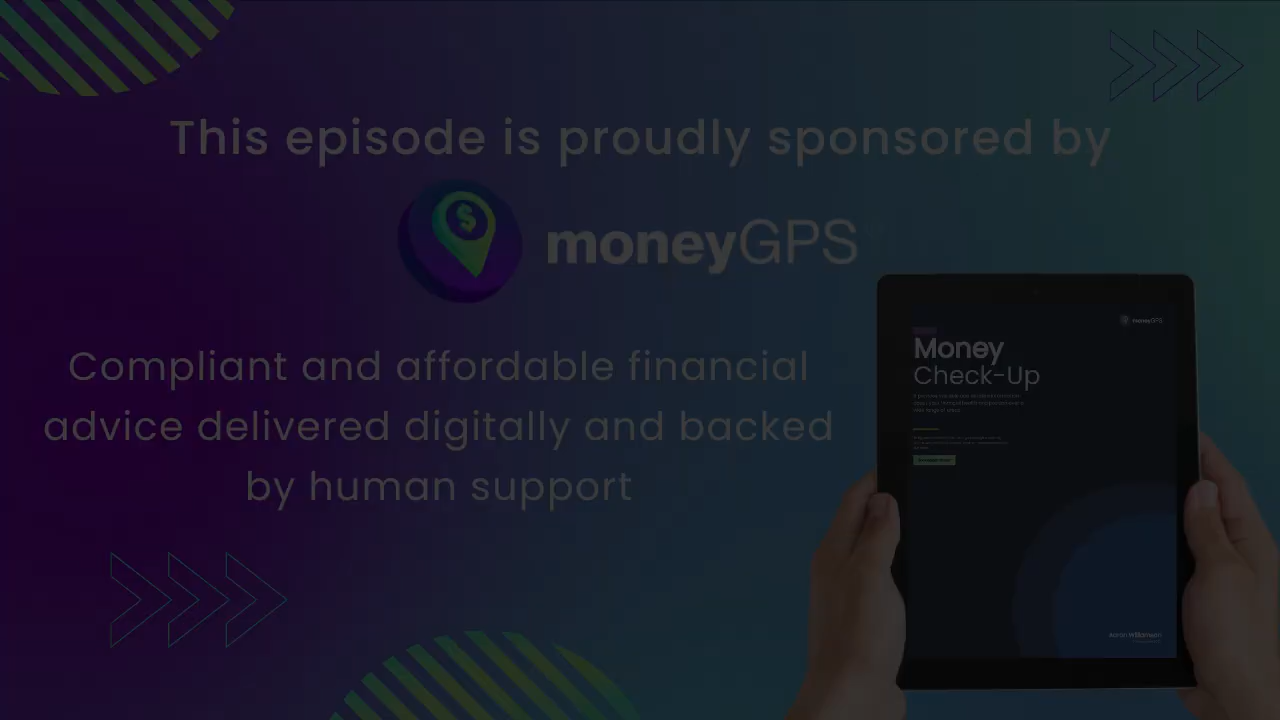 This episode is proudly sponsored by
moneyGPS
Compliant and affordable financial
advice delivered digitally and backed
by human support
moneyGPS
Money
Check-Up